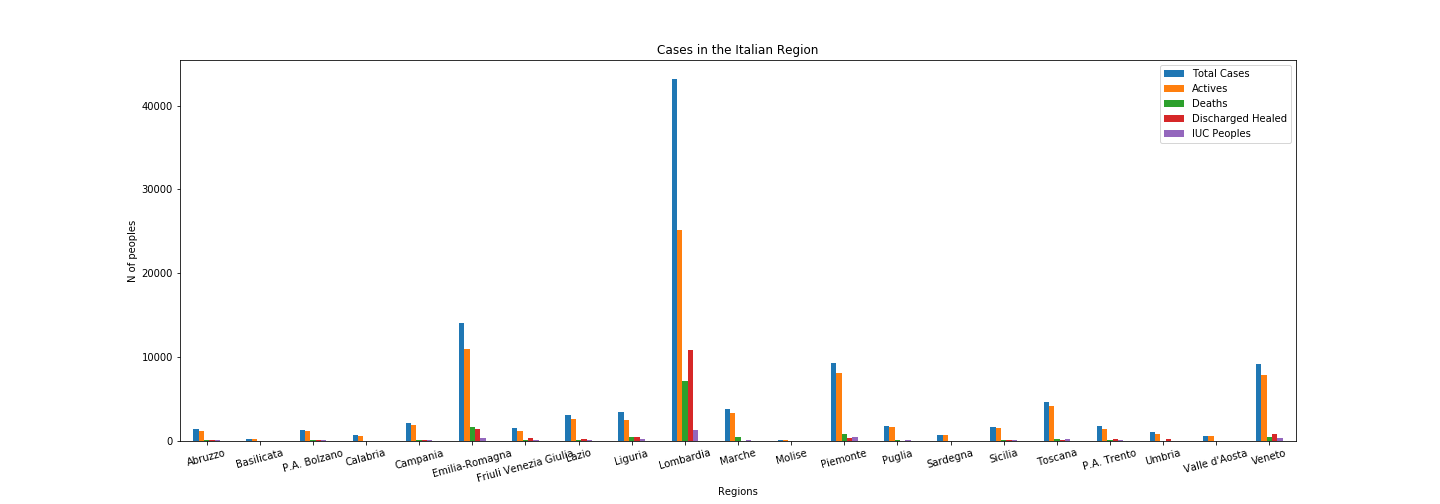 Cases in the Italian Region
Total Cases
Actives
Deaths
Discharged Healed
IUC Peoples
N of peoples
40000
30000
20000
10000
0
Abruzzo
Basilicata
P.A. Bolzano
Calabria
Campania
Emilia-Romagna
Friuli Venezia Giulia
Lazio
Liguria
Lombardia
Marche
Molise
Piemonte
Puglia
Sardegna
Sicilia
Toscana
P.A. Trento
Umbria
Valle d'Aosta
Veneto
Regions